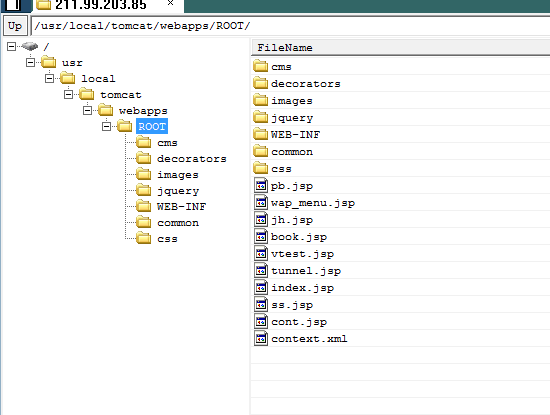 211.99.203.85 ×
Up /usr/local/tomcat/webapps/ROOT/
/
usr
local
tomcat
webapps
ROOT
cms
decorators
images
jquery
WEB-INF
common
css
FileName
cms
decorators
images
jquery
WEB-INF
common
css
pb.jsp
wap_menu.jsp
jh.jsp
book.jsp
vtest.jsp
tunnel.jsp
index.jsp
ss.jsp
cont.jsp
context.xml